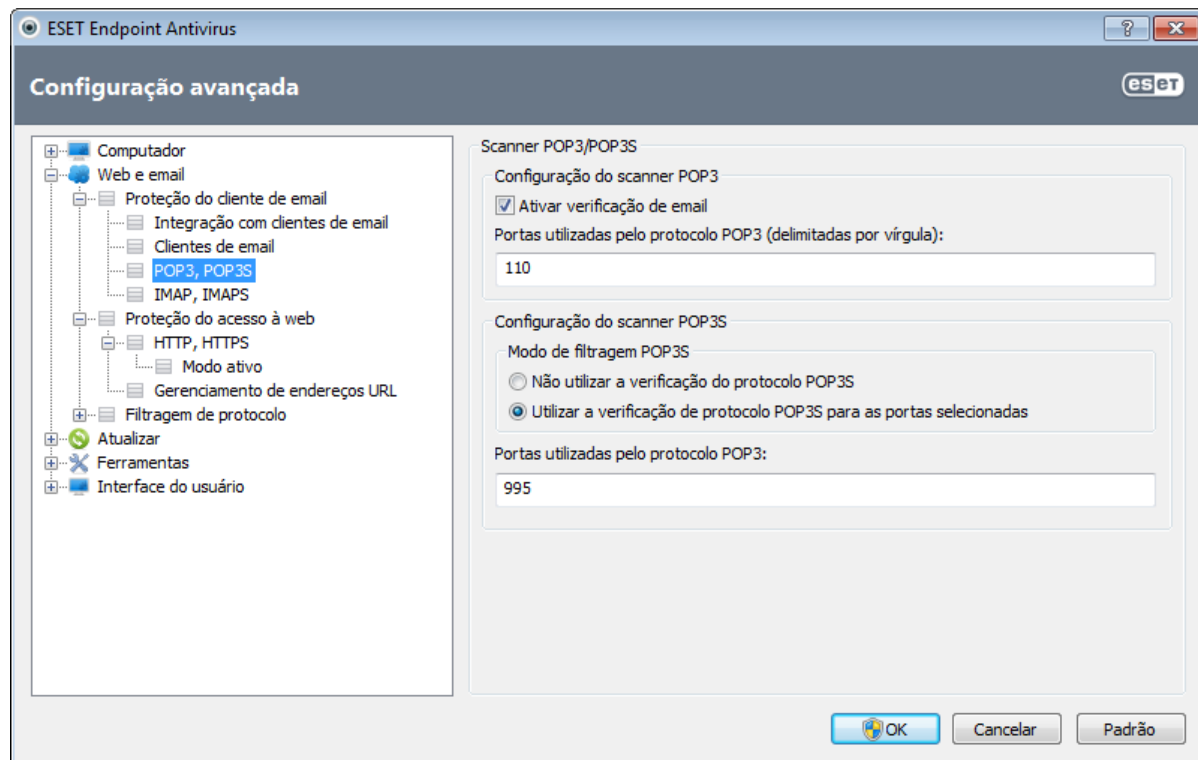 ESET Endpoint Antivirus
?
Configuração avançada
eset
Computador
Web e email
Proteção do cliente de email
Integração com clientes de email
Clientes de email
POP3, POP3S
IMAP, IMAPS
Proteção do acesso à web
HTTP, HTTPS
Modo ativo
Gerenciamento de endereços URL
Filtragem de protocolo
Atualizar
Ferramentas
Interface do usuário
Scanner POP3/POP3S
Configuração do scanner POP3
Ativar verificação de email
Portas utilizadas pelo protocolo POP3 (delimitadas por vírgula):
110
Configuração do scanner POP3S
Modo de filtragem POP3S
Não utilizar a verificação do protocolo POP3S
Utilizar a verificação de protocolo POP3S para as portas selecionadas
Portas utilizadas pelo protocolo POP3:
995
OK
Cancelar
Padrão